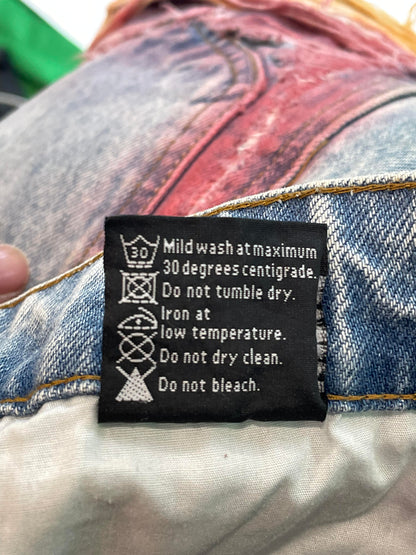 30 Mild wash at maximum
30 degrees centigrade.
Do not tumble dry.
Iron at
low temperature.
Do not dry clean.
Do not bleach.